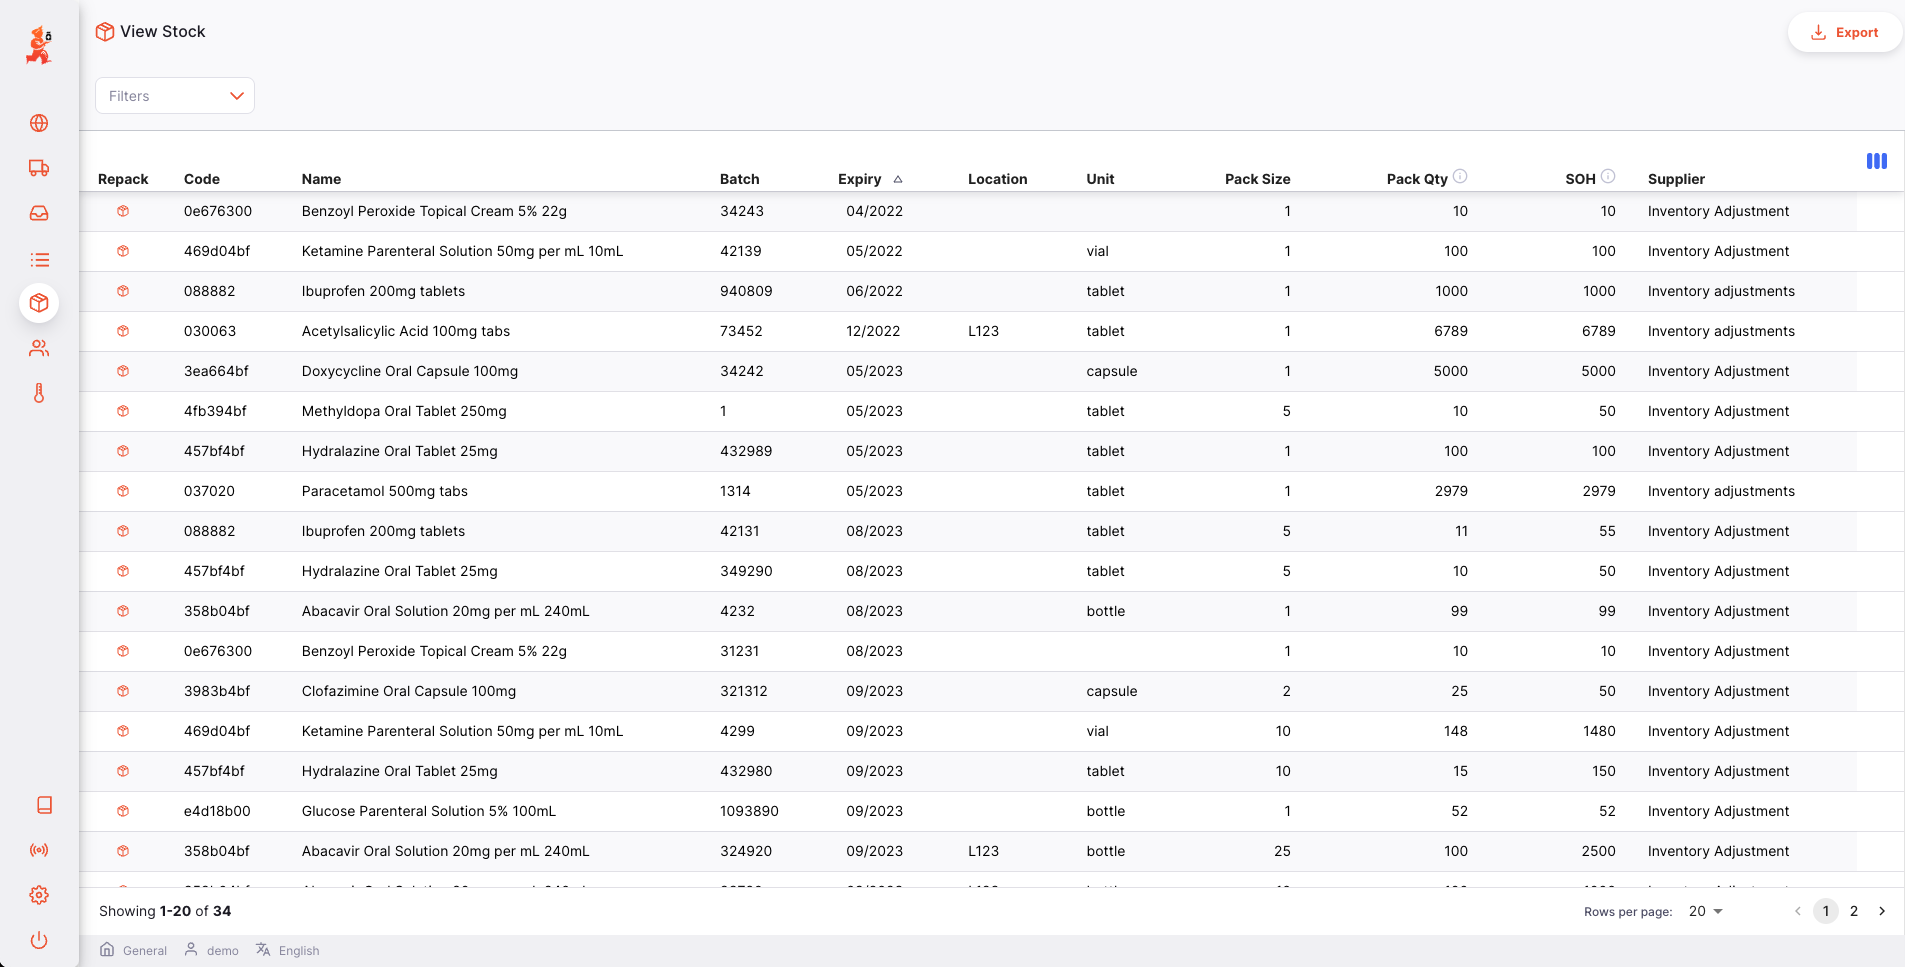 View Stock
Export
Filters
Repack Code Name Batch Expiry Location Unit Pack Size Pack Qty SOH Supplier
0e676300 Benzoyl Peroxide Topical Cream 5% 22g 34243 04/2022 1 10 10 Inventory Adjustment
469d04bf Ketamine Parenteral Solution 50mg per mL 10mL 42139 05/2022 vial 1 100 100 Inventory Adjustment
088882 Ibuprofen 200mg tablets 940809 06/2022 tablet 1 1000 1000 Inventory adjustments
030063 Acetylsalicylic Acid 100mg tabs 73452 12/2022 L123 tablet 1 6789 6789 Inventory adjustments
3ea664bf Doxycycline Oral Capsule 100mg 34242 05/2023 capsule 1 5000 5000 Inventory Adjustment
4fb394bf Methyldopa Oral Tablet 250mg 1 05/2023 tablet 5 10 50 Inventory Adjustment
457bf4bf Hydralazine Oral Tablet 25mg 432989 05/2023 tablet 1 100 100 Inventory Adjustment
037020 Paracetamol 500mg tabs 1314 05/2023 tablet 1 2979 2979 Inventory adjustments
088882 Ibuprofen 200mg tablets 42131 08/2023 tablet 5 11 55 Inventory Adjustment
457bf4bf Hydralazine Oral Tablet 25mg 349290 08/2023 tablet 5 10 50 Inventory Adjustment
358b04bf Abacavir Oral Solution 20mg per mL 240mL 4232 08/2023 bottle 1 99 99 Inventory Adjustment
0e676300 Benzoyl Peroxide Topical Cream 5% 22g 31231 08/2023 1 10 10 Inventory Adjustment
3983b4bf Clofazimine Oral Capsule 100mg 321312 09/2023 capsule 2 25 50 Inventory Adjustment
469d04bf Ketamine Parenteral Solution 50mg per mL 10mL 4299 09/2023 vial 10 148 1480 Inventory Adjustment
457bf4bf Hydralazine Oral Tablet 25mg 432980 09/2023 tablet 10 15 150 Inventory Adjustment
e4d18b00 Glucose Parenteral Solution 5% 100mL 1093890 09/2023 bottle 1 52 52 Inventory Adjustment
358b04bf Abacavir Oral Solution 20mg per mL 240mL 324920 09/2023 L123 bottle 25 100 2500 Inventory Adjustment
Showing 1-20 of 34
Rows per page: 20 1 2
General demo English